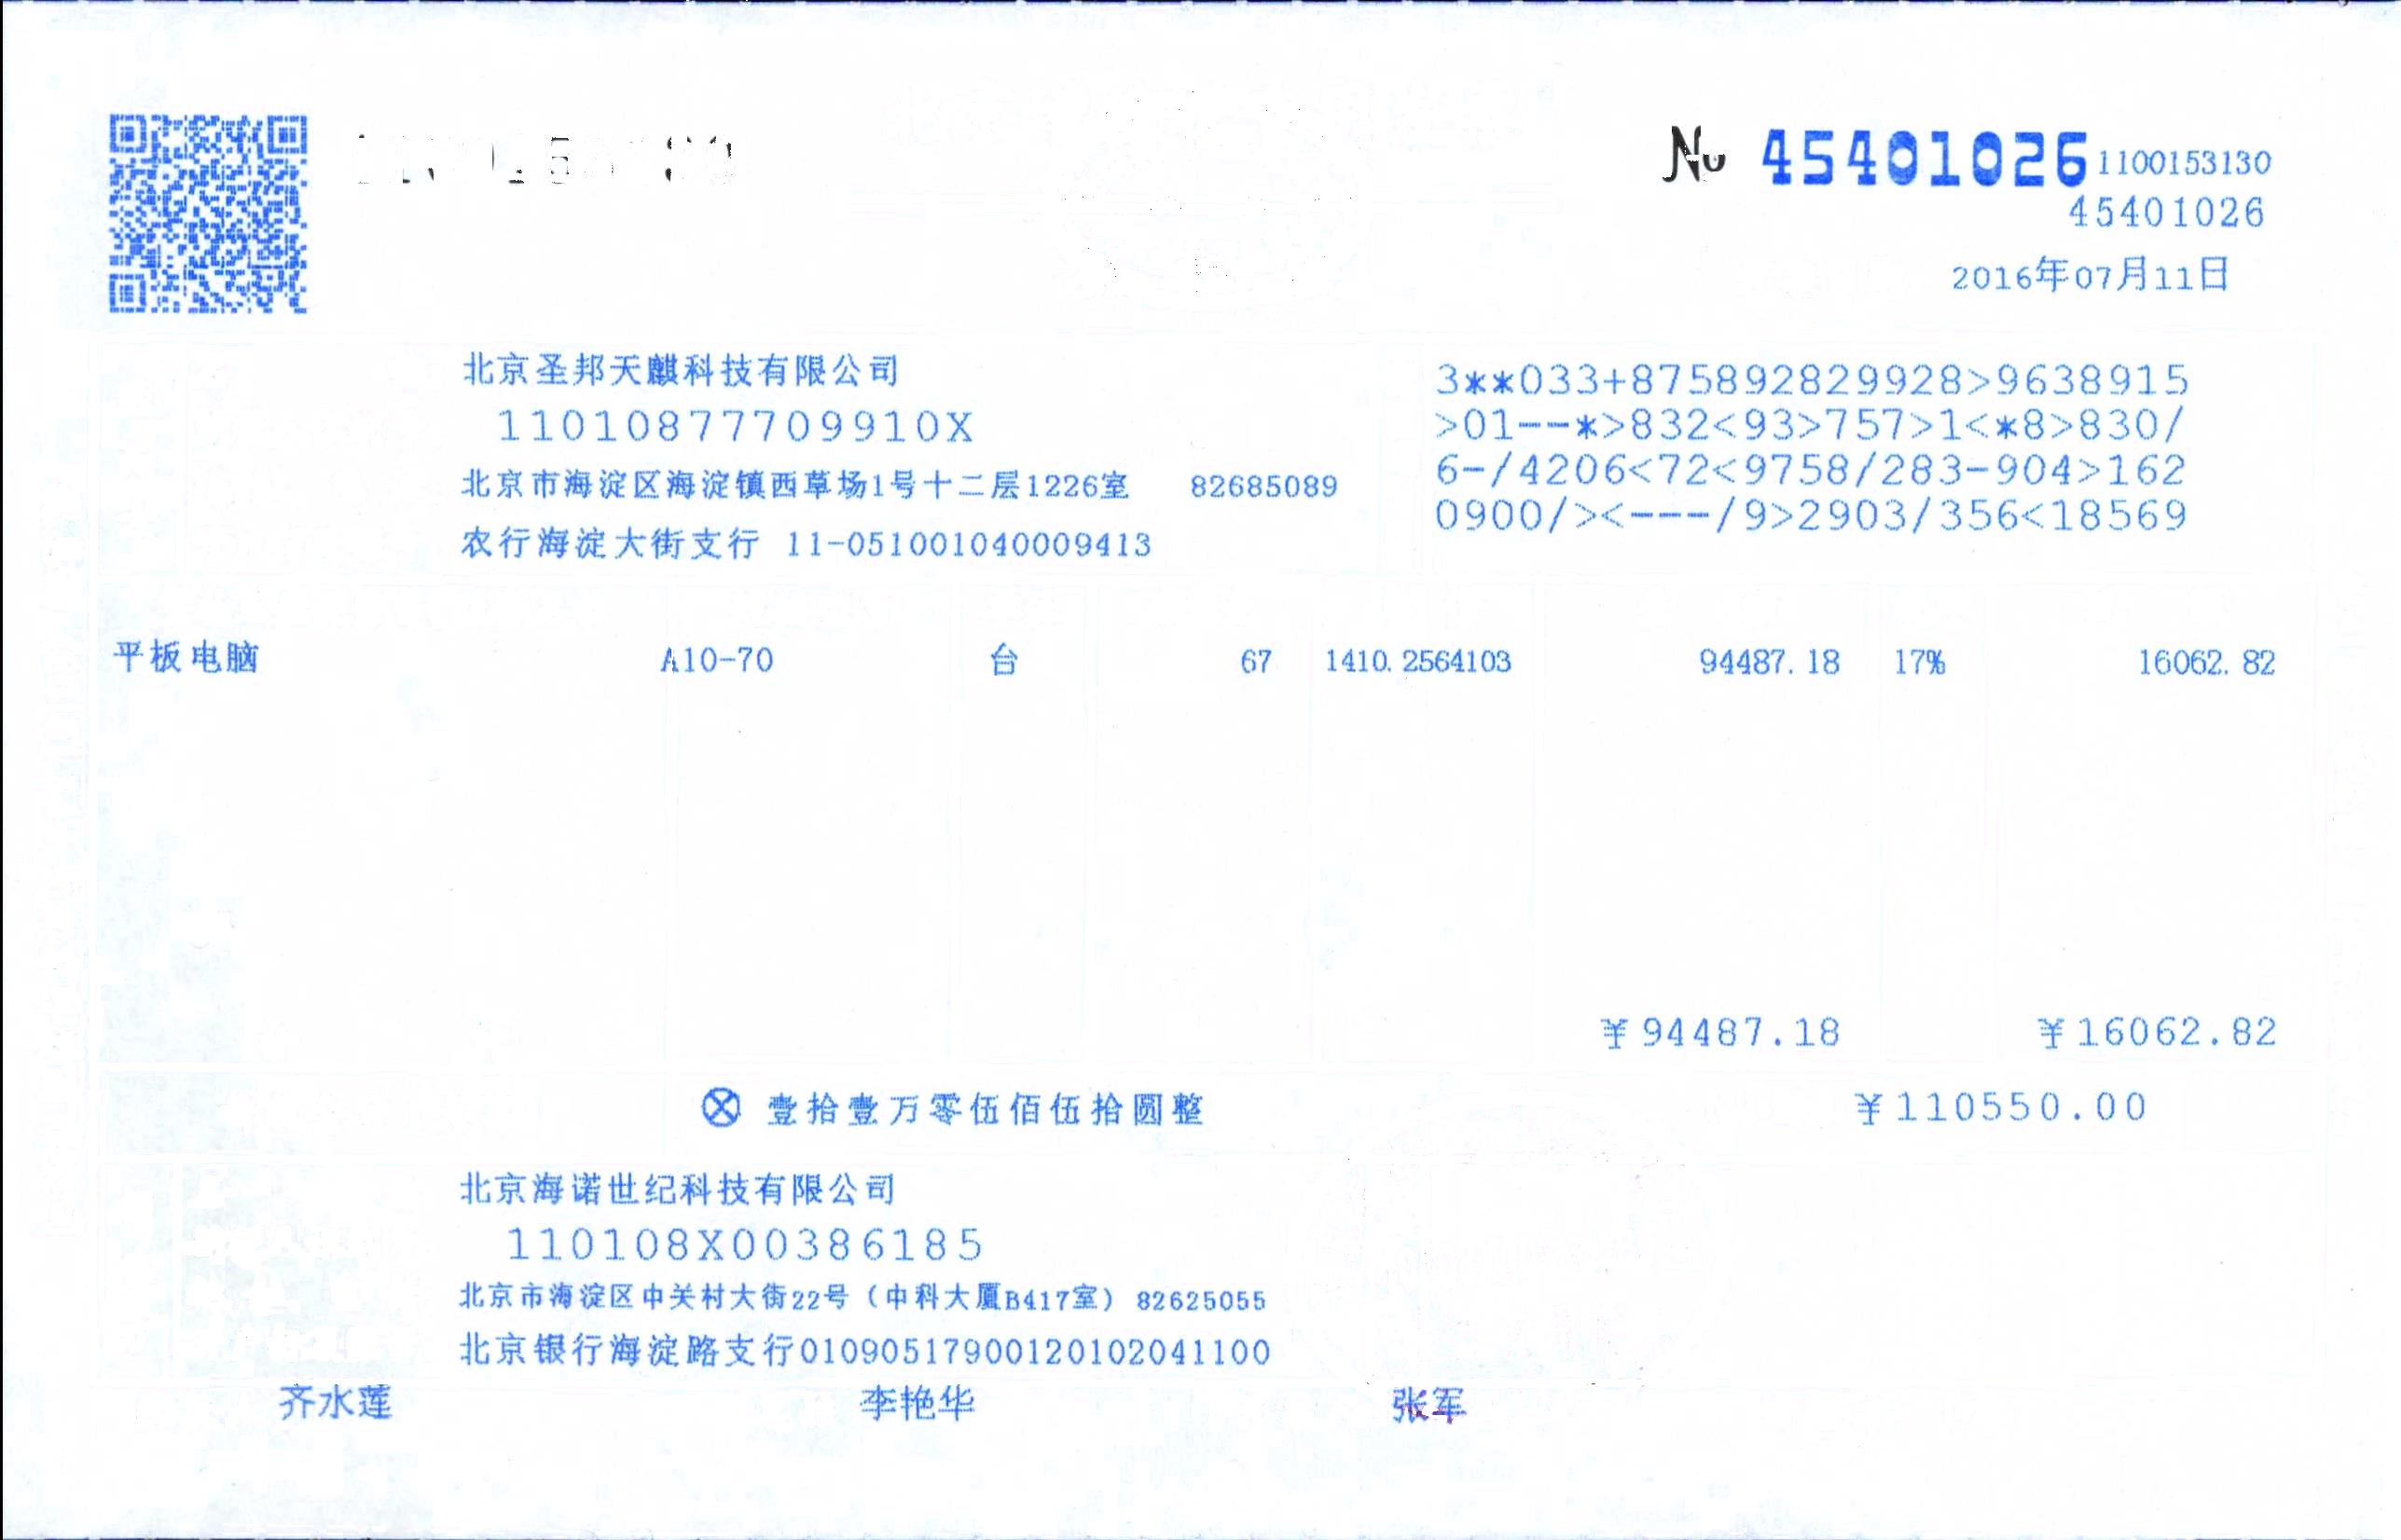 № 45401026 1100153130
45401026
2016年07月11日
北京圣邦天麒科技有限公司
11010877709910X
北京市海淀区海淀镇西草场1号十二层1226室 82685089
农行海淀大街支行 11-051001040009413
3**033+875892829928>9638915
>01--*>832<93>757>1<*8>830/
6-/4206<72<9758/283-904>162
0900/><---/9>2903/356<18569
平板电脑 A10-70 台 67 1410.2564103 94487.18 17% 16062.82
¥94487.18 ¥16062.82
ⓧ 壹拾壹万零伍佰伍拾圆整 ¥110550.00
北京海诺世纪科技有限公司
110108X00386185
北京市海淀区中关村大街22号（中科大厦B417室）82625055
北京银行海淀路支行01090517900120102041100
齐水莲 李艳华 张军